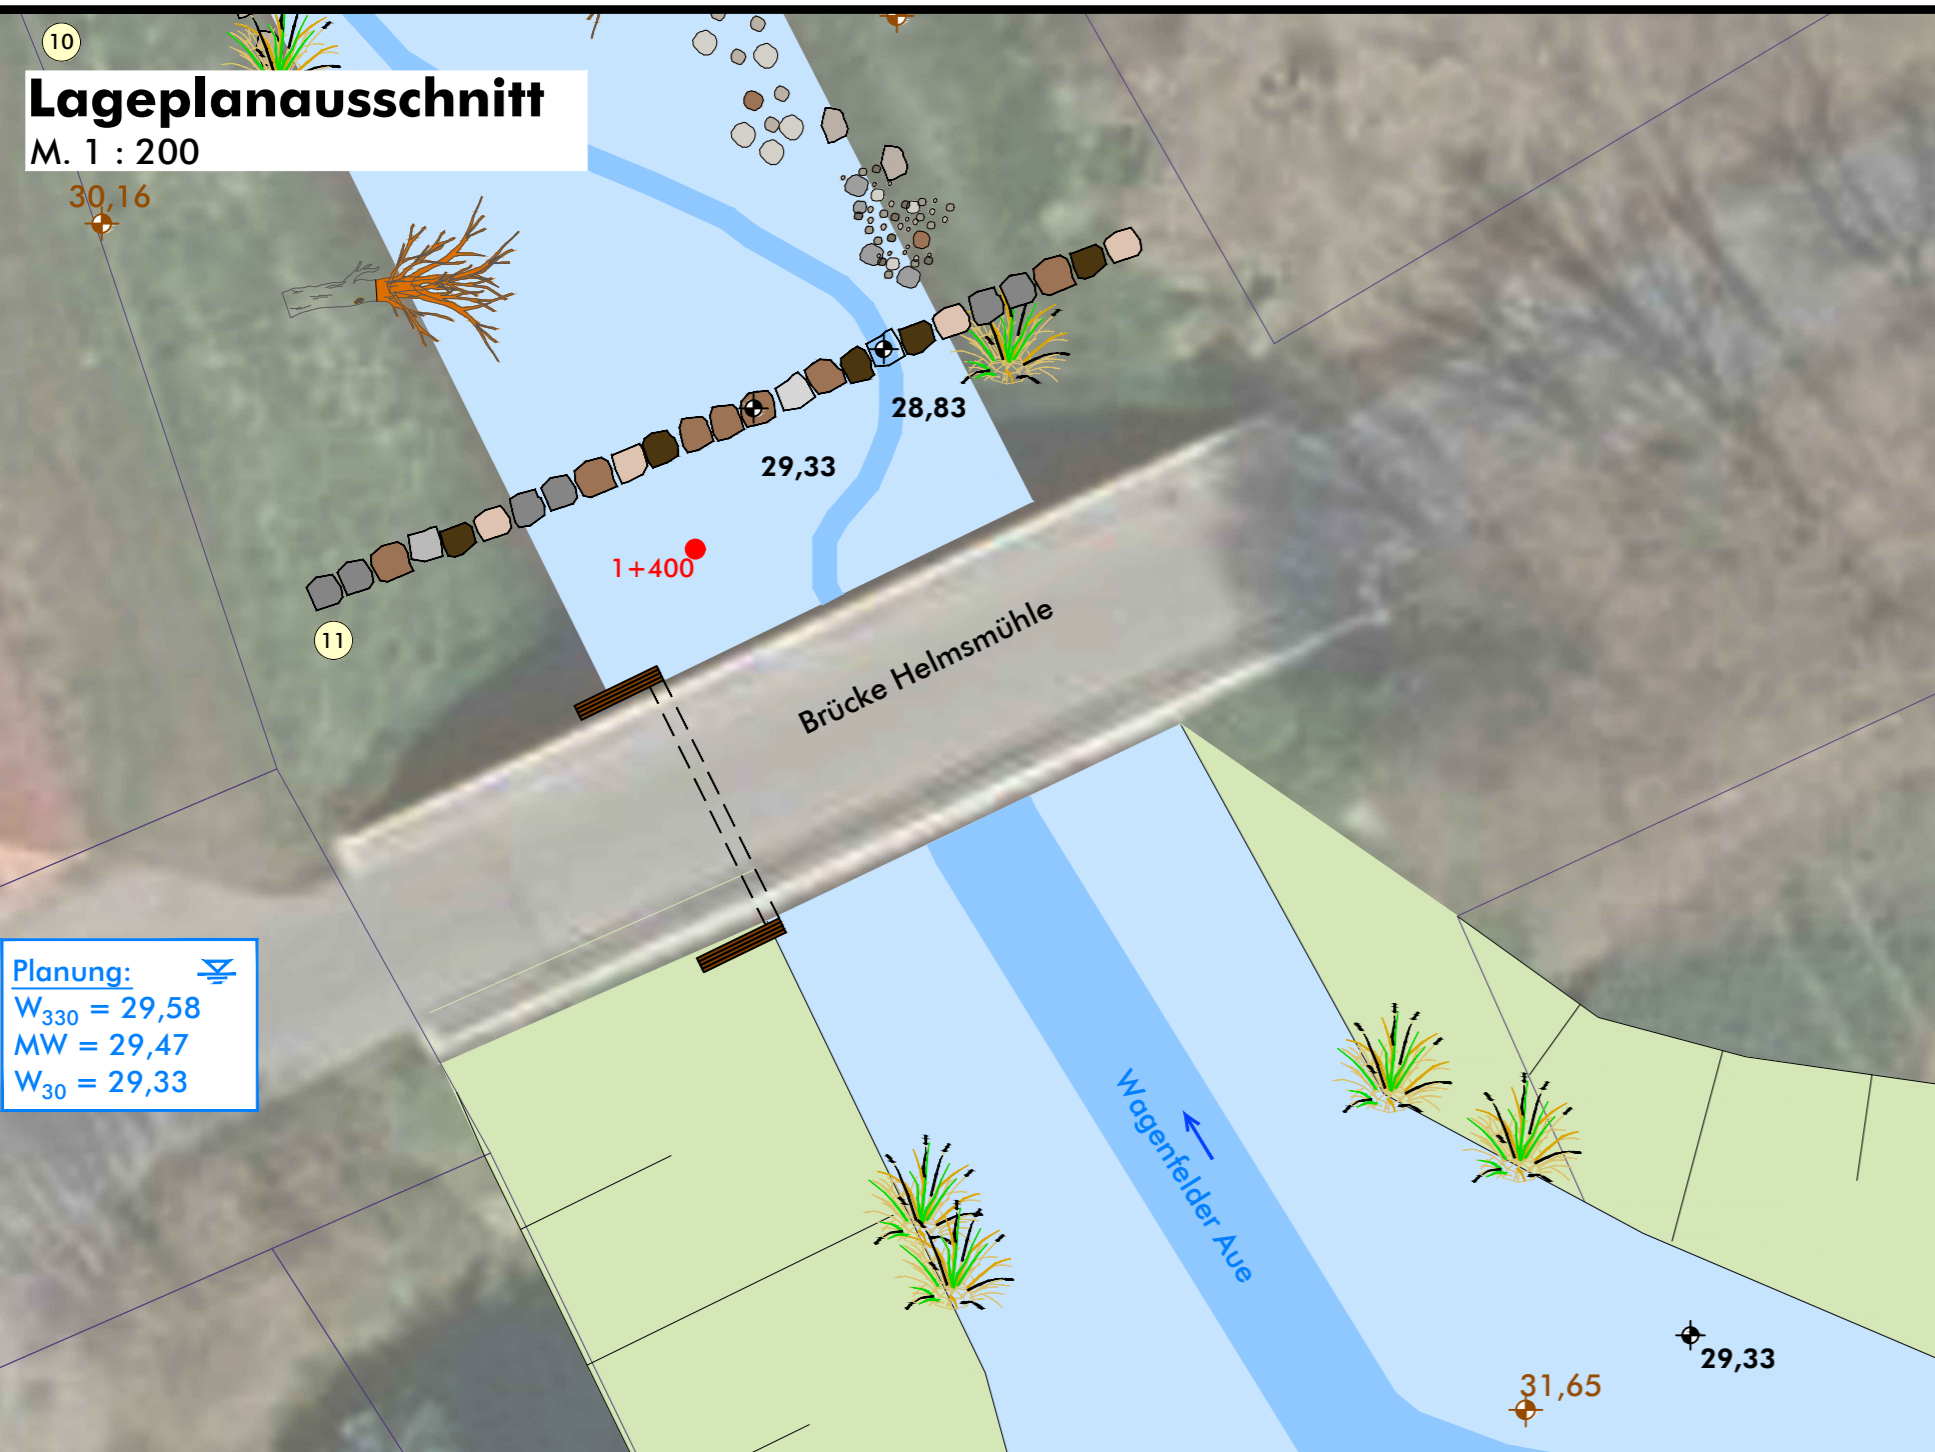 10
Lageplanausschnitt
M. 1 : 200
30,16
28,83
29,33
1+400
11
Brücke Helmsmühle
Planung:
W330 = 29,58
MW = 29,47
W30 = 29,33
Wagenfelder Aue
29,33
31,65